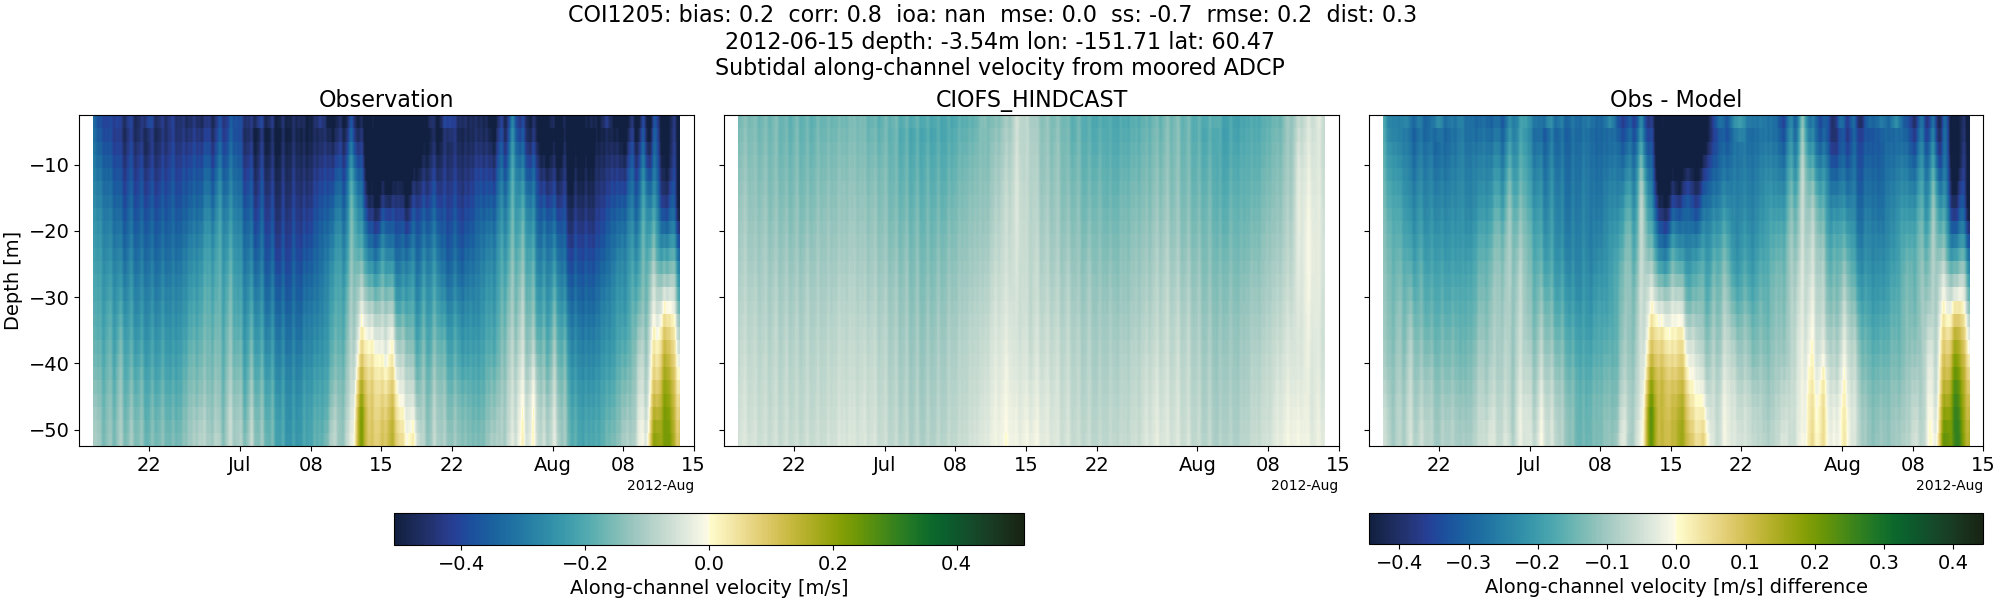 COI1205: bias: 0.2 corr: 0.8 ioa: nan mse: 0.0 ss: -0.7 rmse: 0.2 dist: 0.3
2012-06-15 depth: -3.54m lon: -151.71 lat: 60.47
Subtidal along-channel velocity from moored ADCP
Observation
CIOFS_HINDCAST
Obs - Model
Depth [m]
−10
−20
−30
−40
−50
22 Jul 08 15 22 Aug 08 15
2012-Aug
22 Jul 08 15 22 Aug 08 15
2012-Aug
22 Jul 08 15 22 Aug 08 15
2012-Aug
−0.4 −0.2 0.0 0.2 0.4
Along-channel velocity [m/s]
−0.4 −0.3 −0.2 −0.1 0.0 0.1 0.2 0.3 0.4
Along-channel velocity [m/s] difference